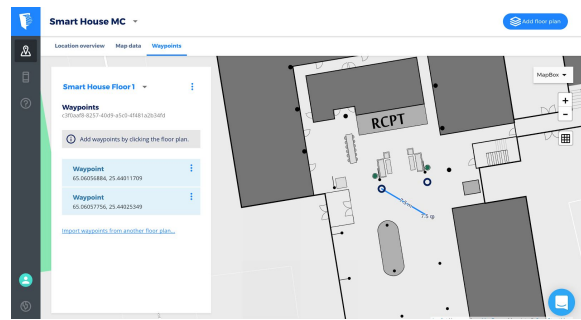 Smart House MC
Add floor plan
Location overview Map data Waypoints
Smart House Floor 1
MapBox
Waypoints
c3f0aaf8-8257-40d9-a5c0-4f481a2b34fd
Add waypoints by clicking the floor plan.
RCPT
Waypoint
65.06056884, 25.44011709
Waypoint
65.06057756, 25.44025349
Import waypoints from another floor plan...